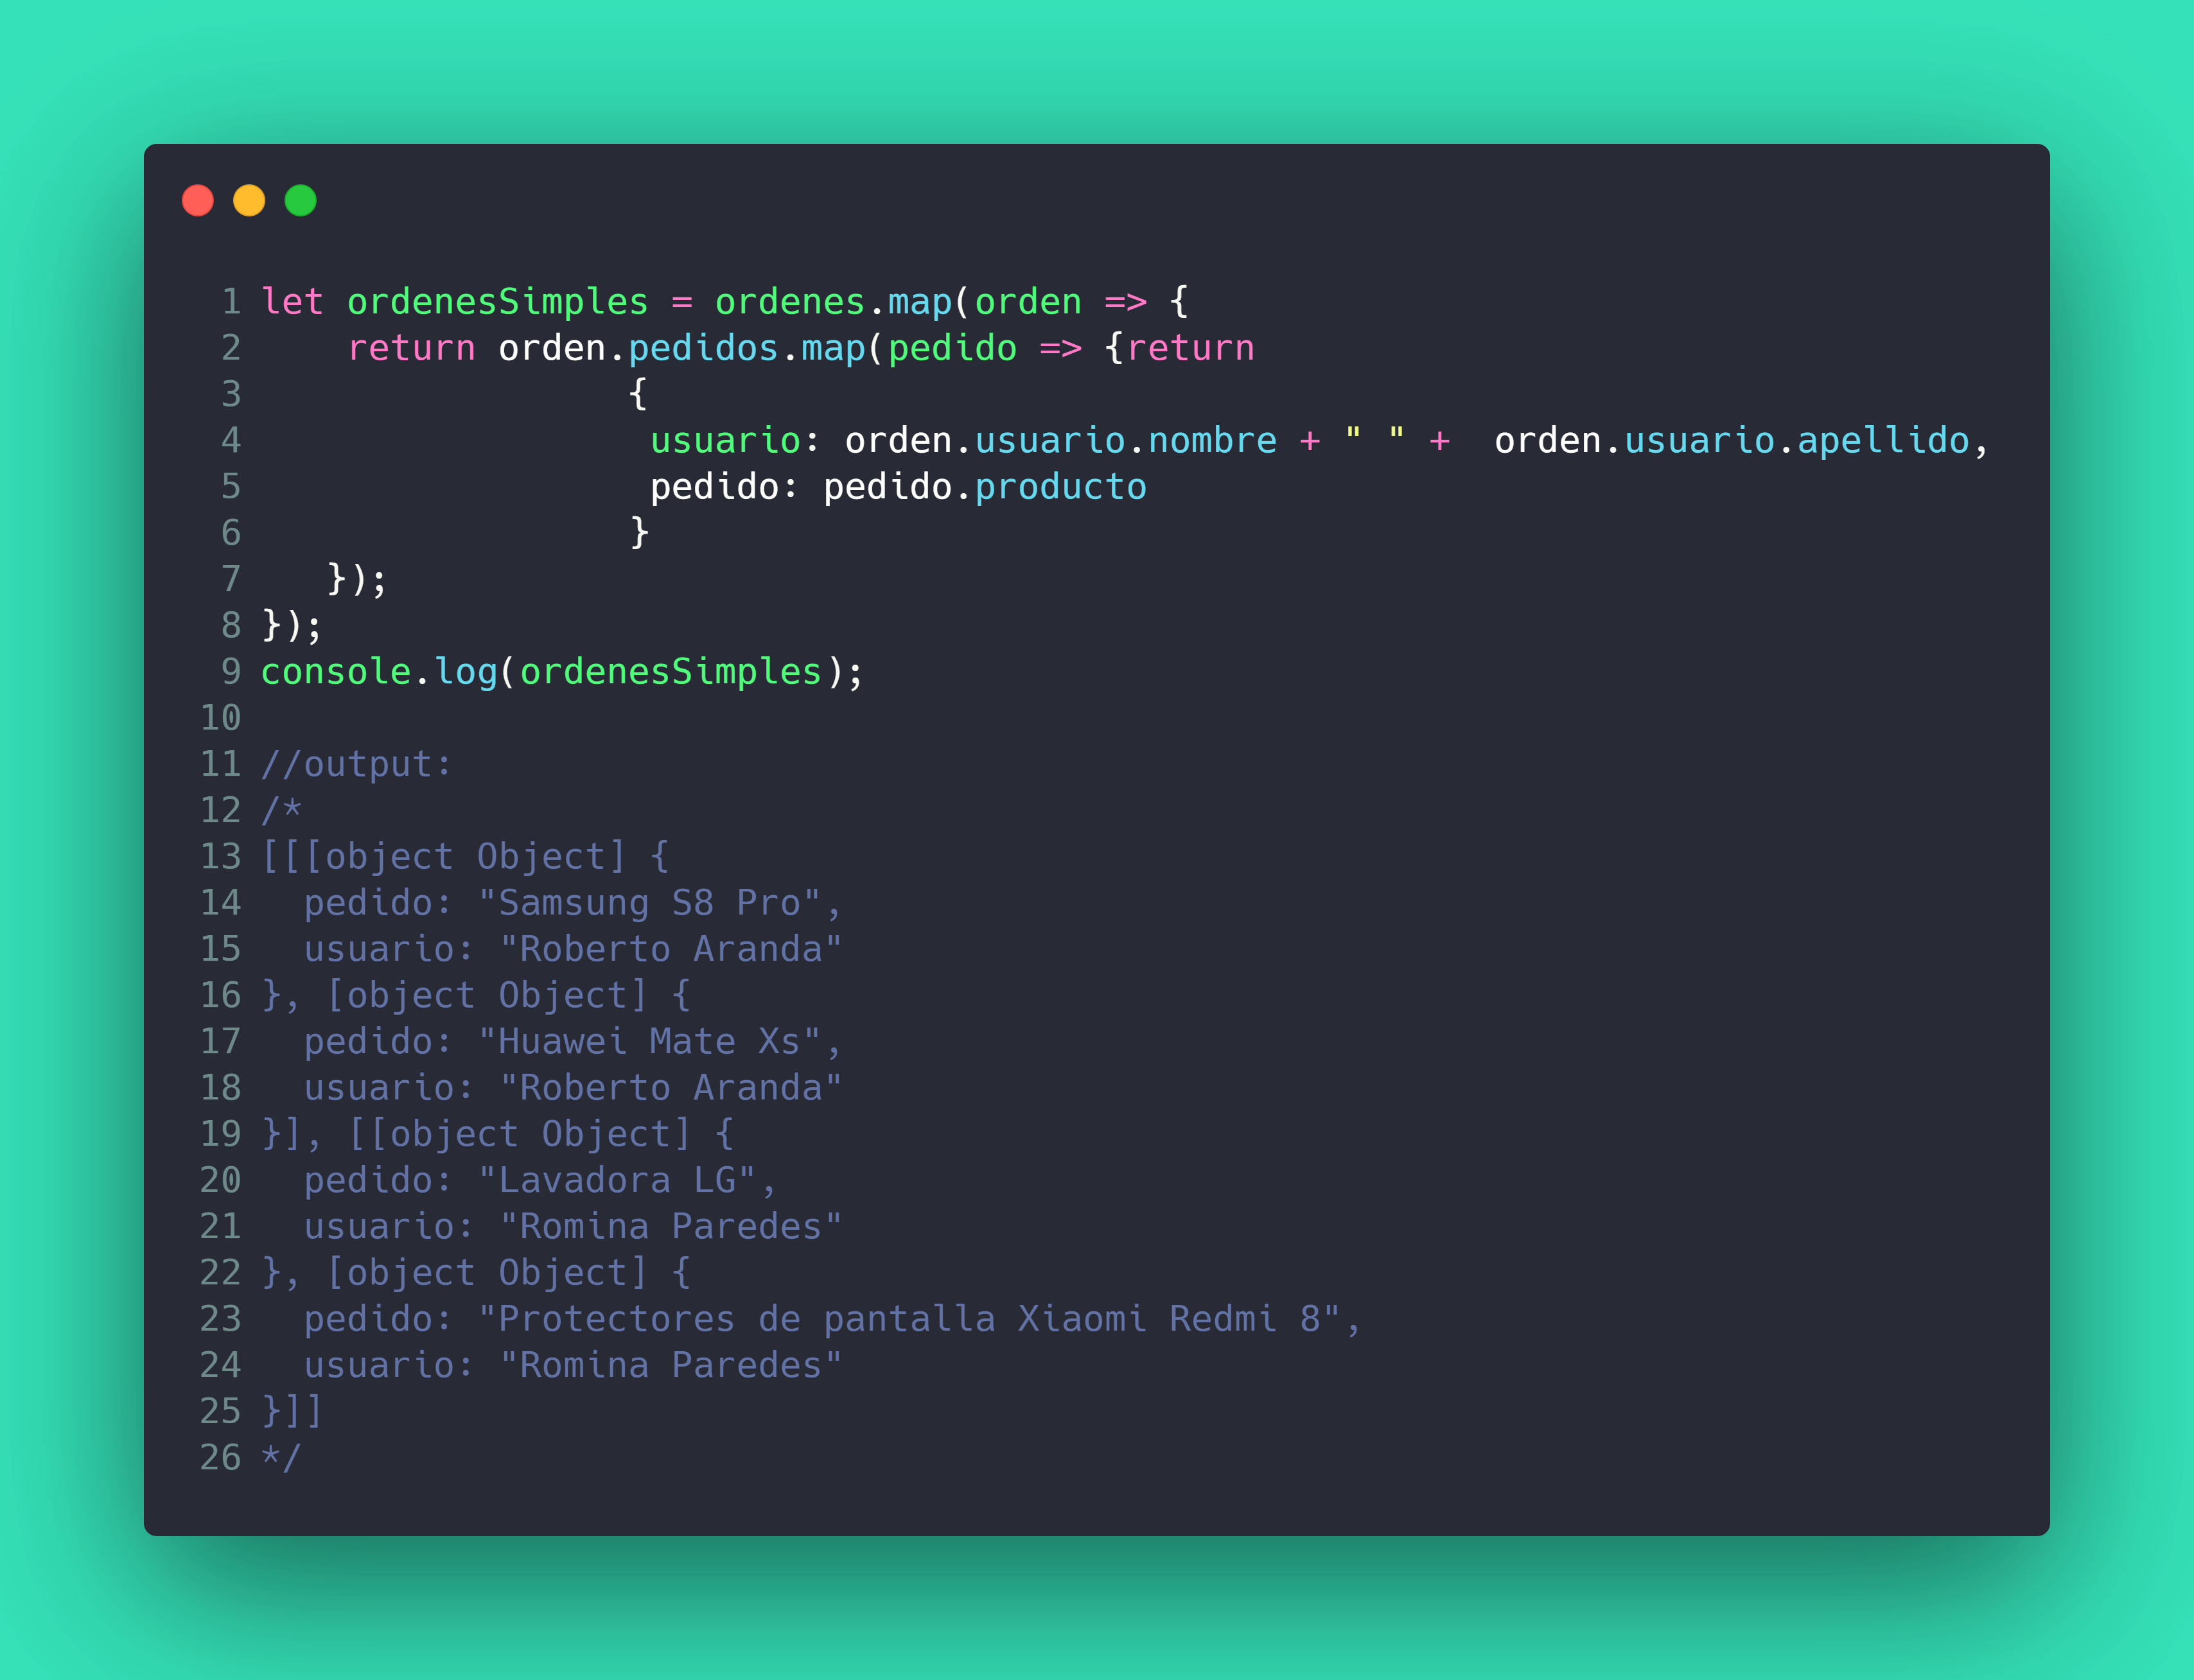 1 let ordenesSimples = ordenes.map(orden => {
2     return orden.pedidos.map(pedido => {return
3                  {
4                   usuario: orden.usuario.nombre + " " +  orden.usuario.apellido,
5                   pedido: pedido.producto
6                  }
7    });
8 });
9 console.log(ordenesSimples);
10
11 //output:
12 /*
13 [[[object Object] {
14   pedido: "Samsung S8 Pro",
15   usuario: "Roberto Aranda"
16 }, [object Object] {
17   pedido: "Huawei Mate Xs",
18   usuario: "Roberto Aranda"
19 }], [[object Object] {
20   pedido: "Lavadora LG",
21   usuario: "Romina Paredes"
22 }, [object Object] {
23   pedido: "Protectores de pantalla Xiaomi Redmi 8",
24   usuario: "Romina Paredes"
25 }]]
26 */